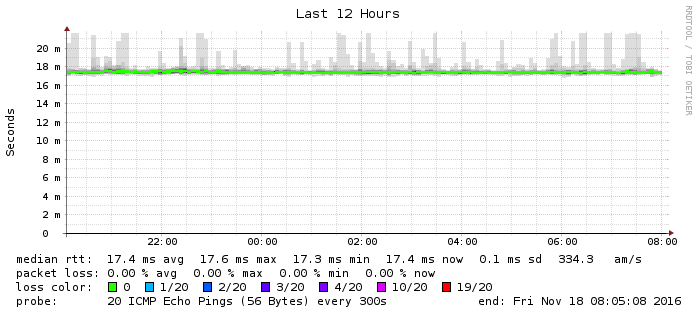 Last 12 Hours
RRDTOOL / TOBI OETIKER
Seconds
20 m
18 m
16 m
14 m
12 m
10 m
8 m
6 m
4 m
2 m
0
22:00 00:00 02:00 04:00 06:00 08:00
median rtt: 17.4 ms avg 17.6 ms max 17.3 ms min 17.4 ms now 0.1 ms sd 334.3 am/s
packet loss: 0.00 % avg 0.00 % max 0.00 % min 0.00 % now
loss color: 0 1/20 2/20 3/20 4/20 10/20 19/20
probe: 20 ICMP Echo Pings (56 Bytes) every 300s end: Fri Nov 18 08:05:08 2016